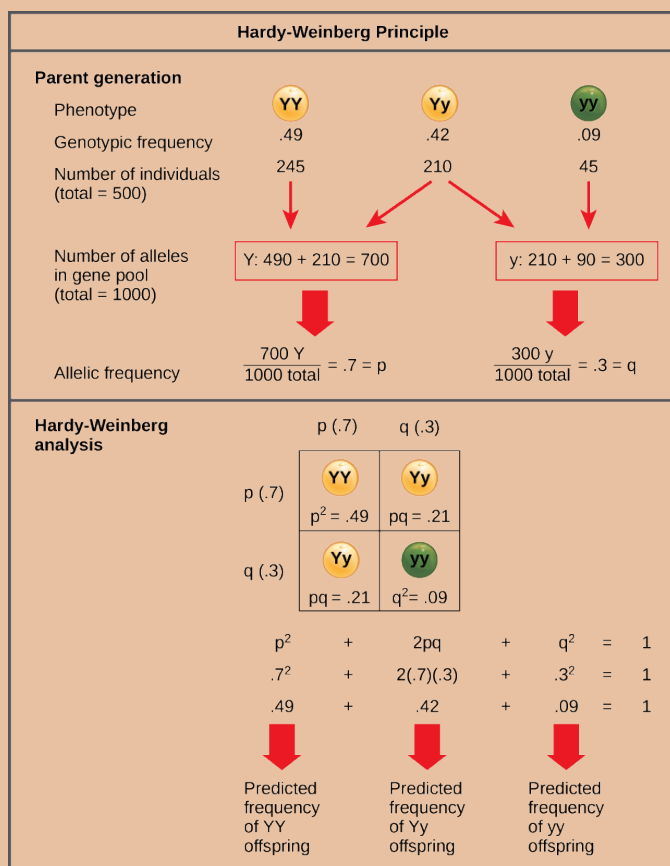 Hardy-Weinberg Principle
Parent generation
Phenotype YY Yy yy
Genotypic frequency .49 .42 .09
Number of individuals 245 210 45
(total = 500)
Number of alleles
in gene pool Y: 490 + 210 = 700 y: 210 + 90 = 300
(total = 1000)
700 Y 300 y
Allelic frequency = .7 = p = .3 = q
1000 total 1000 total
Hardy-Weinberg
analysis
p (.7) q (.3)
YY Yy
p (.7)
p² = .49 pq = .21
Yy yy
q (.3)
pq = .21 q²= .09
p² + 2pq + q² = 1
.7² + 2(.7)(.3) + .3² = 1
.49 + .42 + .09 = 1
Predicted Predicted Predicted
frequency frequency frequency
of YY of Yy of yy
offspring offspring offspring